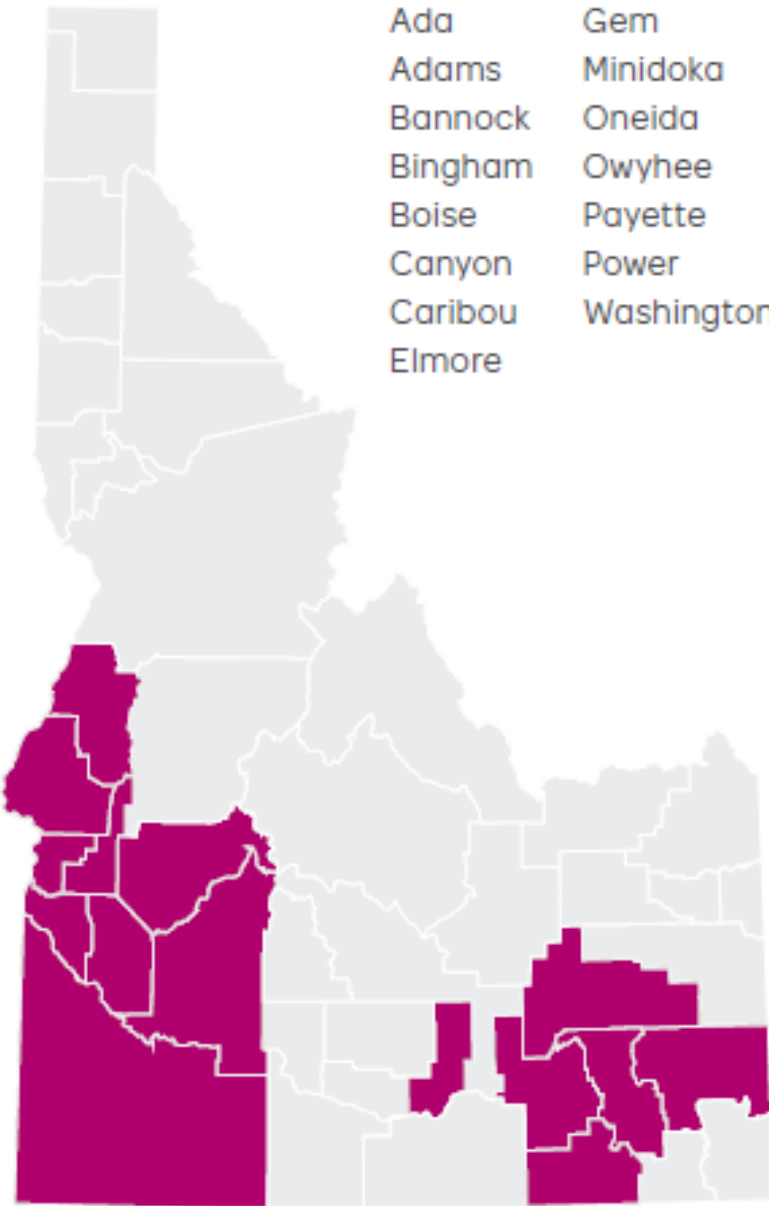 Ada Gem
Adams Minidoka
Bannock Oneida
Bingham Owyhee
Boise Payette
Canyon Power
Caribou Washington
Elmore